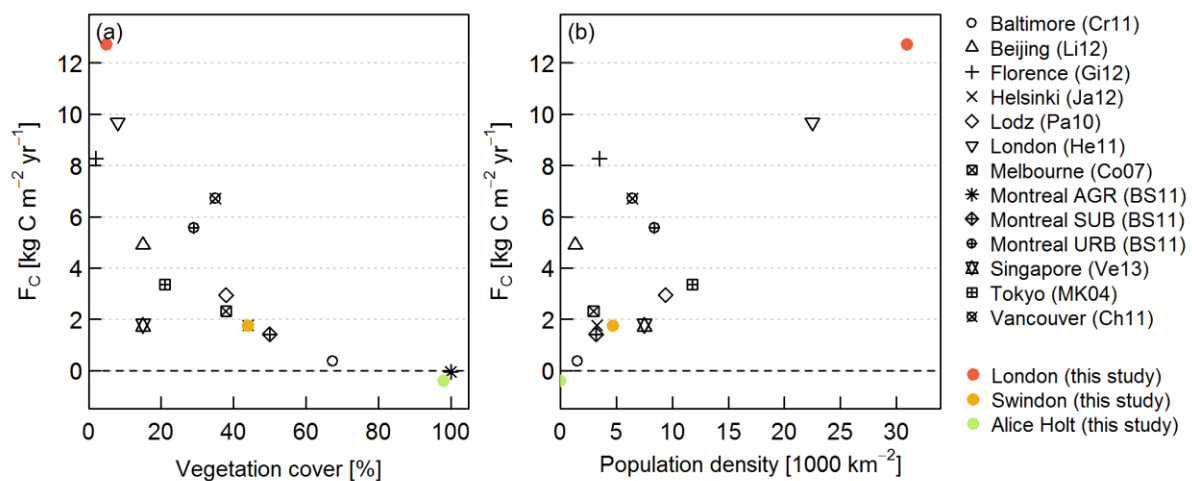 (a)
F_C [kg C m⁻² yr⁻¹]
12
10
8
6
4
2
0
0 20 40 60 80 100
Vegetation cover [%]
(b)
F_C [kg C m⁻² yr⁻¹]
12
10
8
6
4
2
0
0 5 10 15 20 25 30
Population density [1000 km⁻²]
Baltimore (Cr11)
Beijing (Li12)
Florence (Gi12)
Helsinki (Ja12)
Lodz (Pa10)
London (He11)
Melbourne (Co07)
Montreal AGR (BS11)
Montreal SUB (BS11)
Montreal URB (BS11)
Singapore (Ve13)
Tokyo (MK04)
Vancouver (Ch11)
London (this study)
Swindon (this study)
Alice Holt (this study)